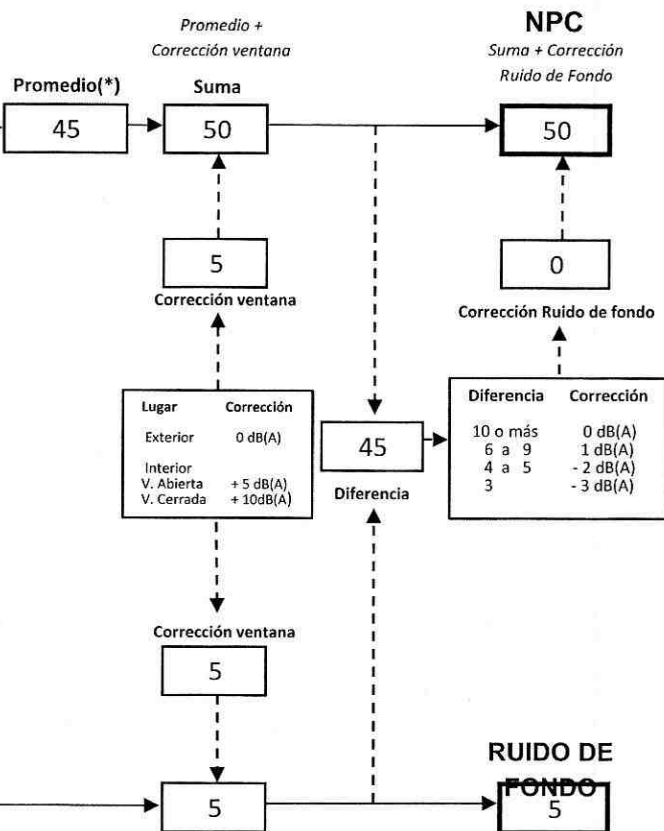 Promedio +
Corrección ventana
NPC
Suma + Corrección
Ruido de Fondo
Promedio(*)
Suma
45
50
50
5
Corrección ventana
0
Corrección Ruido de fondo
Lugar Corrección
Exterior 0 dB(A)
Interior
V. Abierta + 5 dB(A)
V. Cerrada + 10dB(A)
45
Diferencia
Diferencia Corrección
10 o más 0 dB(A)
6 a 9 1 dB(A)
4 a 5 - 2 dB(A)
3 - 3 dB(A)
Corrección ventana
5
5
RUIDO DE
FONDO
5